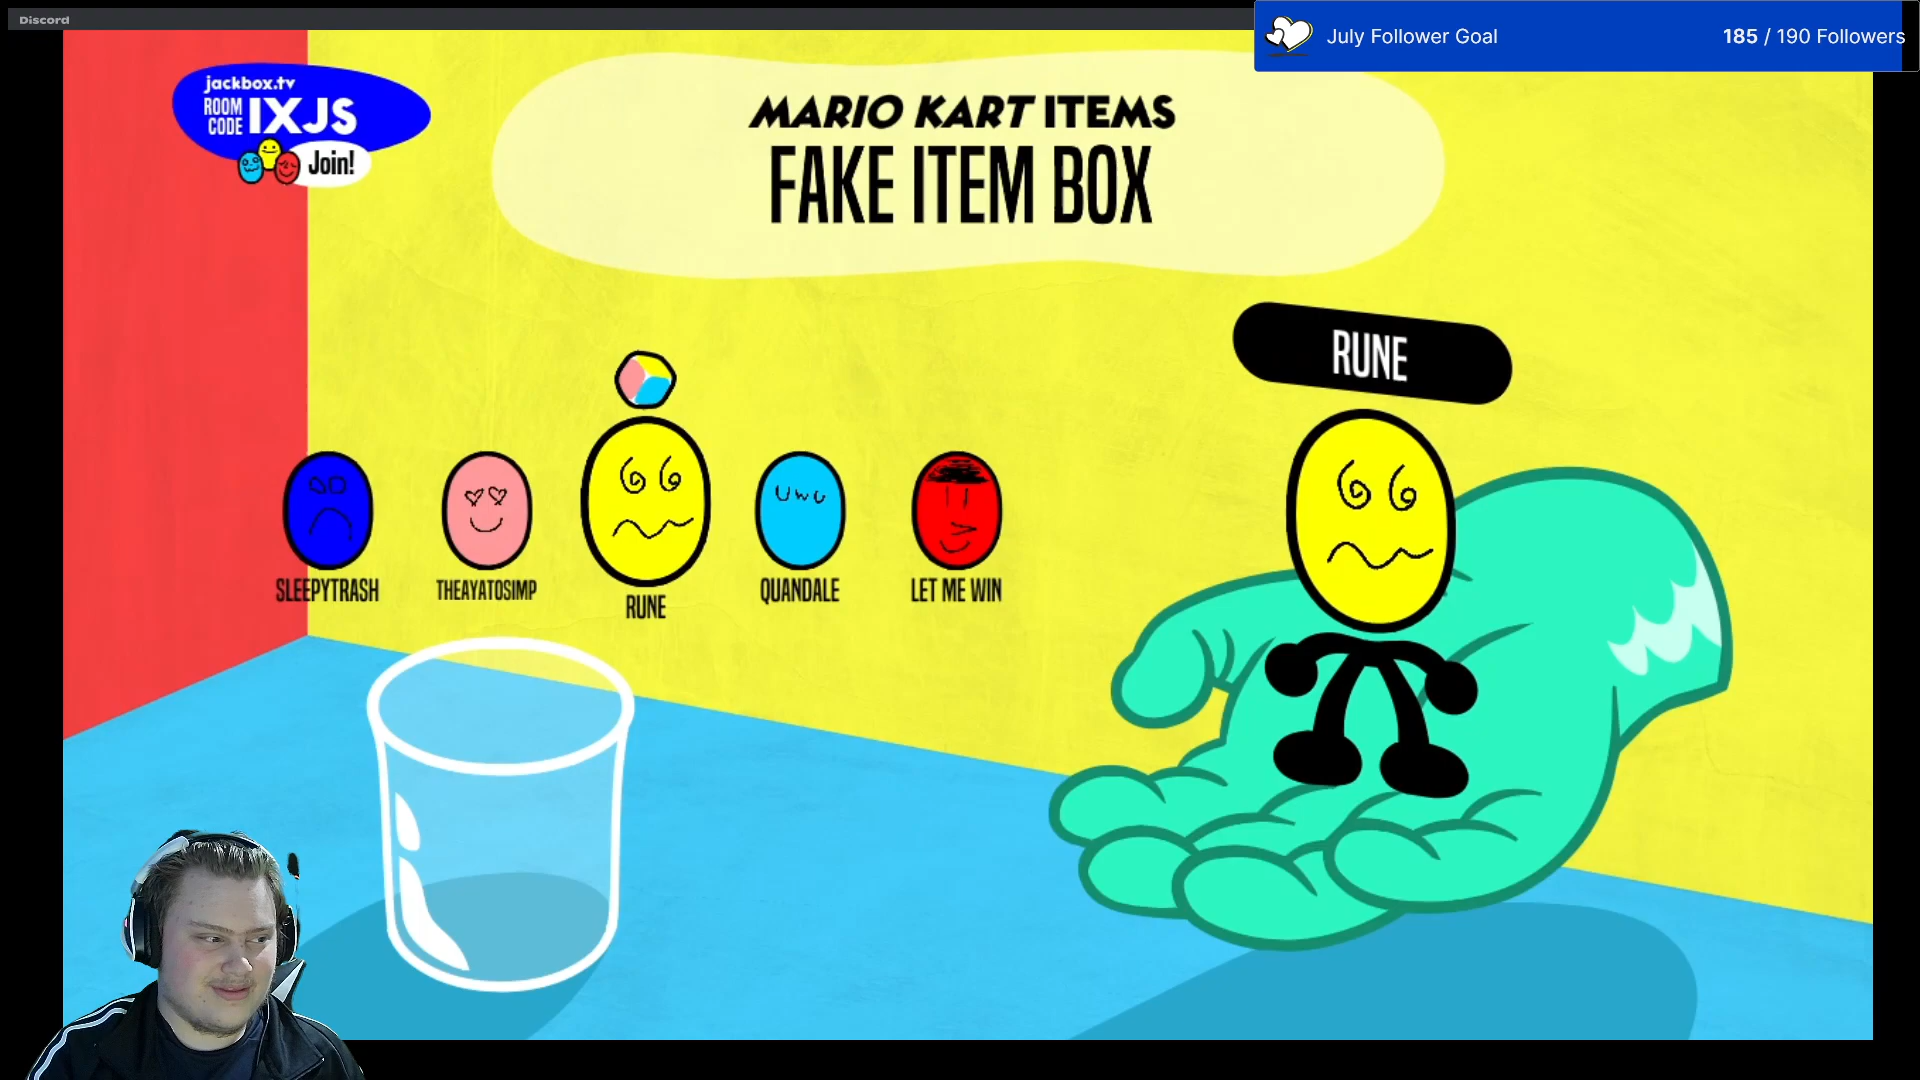 Discord
July Follower Goal
185 / 190 Followers
jackbox.tv
ROOM CODE IXJS
Join!
MARIO KART ITEMS
FAKE ITEM BOX
RUNE
UwU
SLEEPYTRASH
THEAYATOSIMP
RUNE
QUANDALE
LET ME WIN